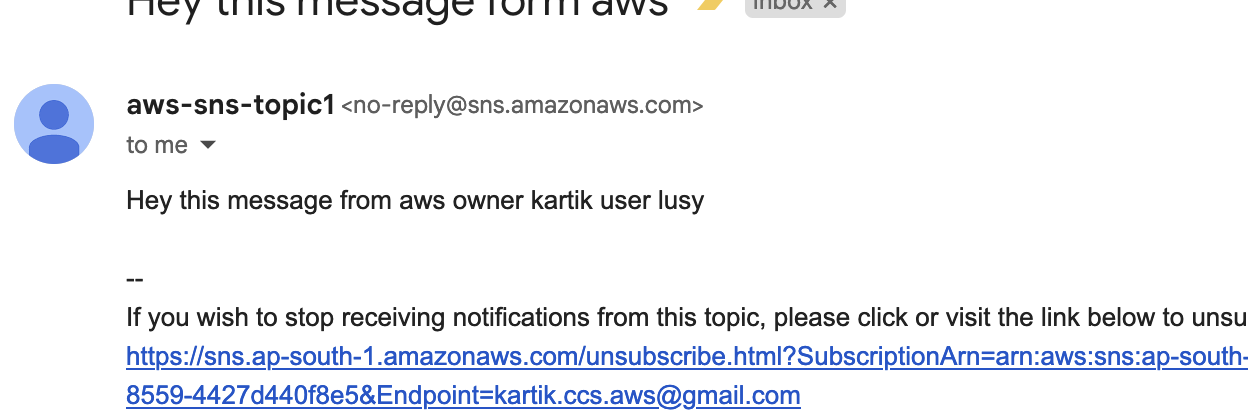 Hey this message form aws Inbox ×
aws-sns-topic1 <no-reply@sns.amazonaws.com>
to me
Hey this message from aws owner kartik user lusy
--
If you wish to stop receiving notifications from this topic, please click or visit the link below to unsu
https://sns.ap-south-1.amazonaws.com/unsubscribe.html?SubscriptionArn=arn:aws:sns:ap-south-
8559-4427d440f8e5&Endpoint=kartik.ccs.aws@gmail.com